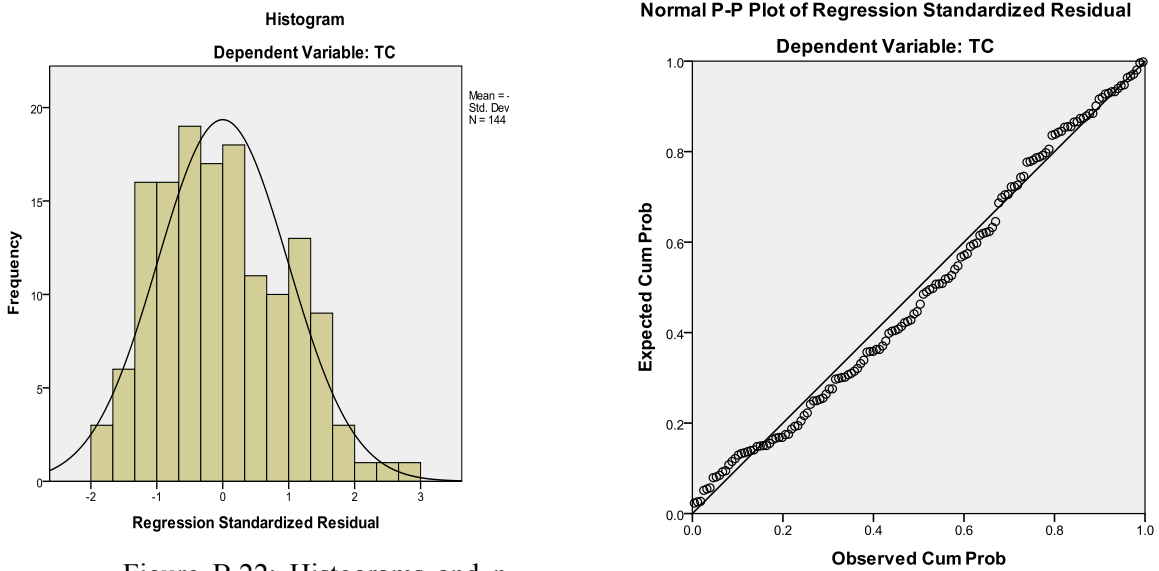 Histogram
Dependent Variable: TC
Mean = -
Std. Dev
N = 144
Frequency
20
15
10
5
0
-2 -1 0 1 2 3
Regression Standardized Residual
Normal P-P Plot of Regression Standardized Residual
Dependent Variable: TC
Expected Cum Prob
1.0
0.8
0.6
0.4
0.2
0.0
0.0 0.2 0.4 0.6 0.8 1.0
Observed Cum Prob
Figure B.22: Histograms and